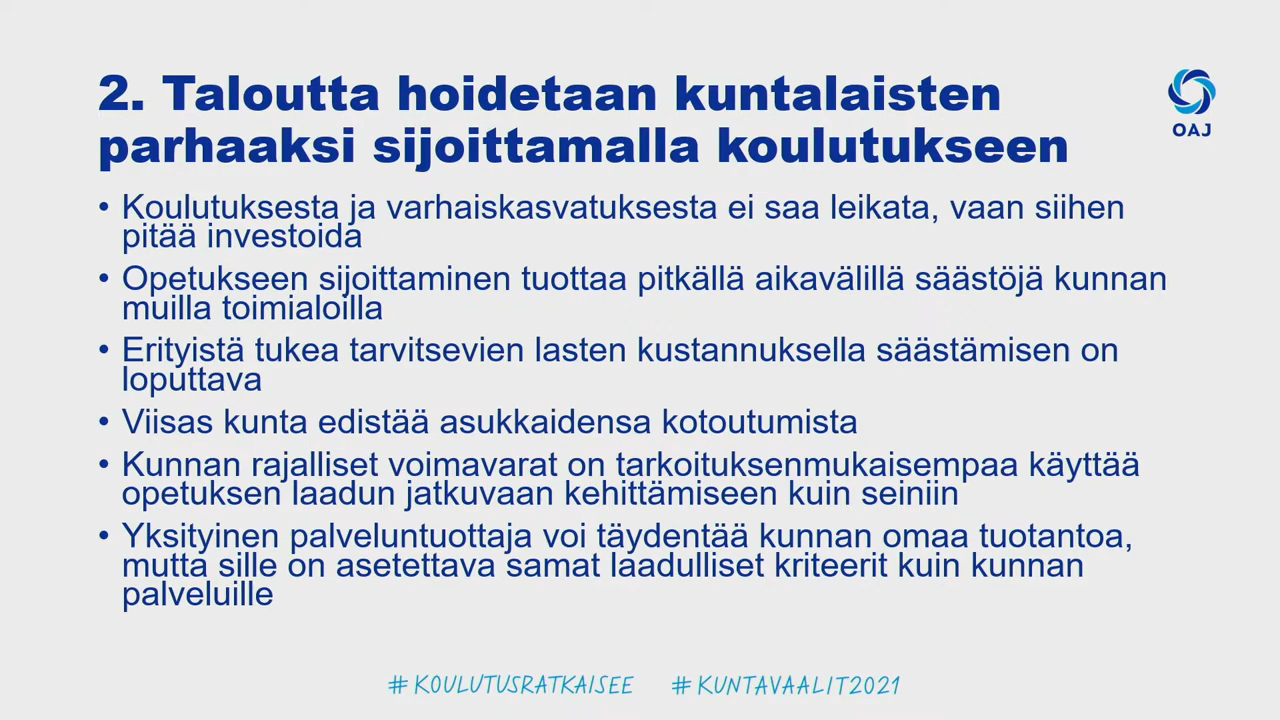 2. Taloutta hoidetaan kuntalaisten
parhaaksi sijoittamalla koulutukseen
OAJ
• Koulutuksesta ja varhaiskasvatuksesta ei saa leikata, vaan siihen
pitää investoida
• Opetukseen sijoittaminen tuottaa pitkällä aikavälillä säästöjä kunnan
muilla toimialoilla
• Erityistä tukea tarvitsevien lasten kustannuksella säästämisen on
loputtava
• Viisas kunta edistää asukkaidensa kotoutumista
• Kunnan rajalliset voimavarat on tarkoituksenmukaisempaa käyttää
opetuksen laadun jatkuvaan kehittämiseen kuin seiniin
• Yksityinen palveluntuottaja voi täydentää kunnan omaa tuotantoa,
mutta sille on asetettava samat laadulliset kriteerit kuin kunnan
palveluille
#KOULUTUSRATKAISEE #KUNTAVAALIT2021